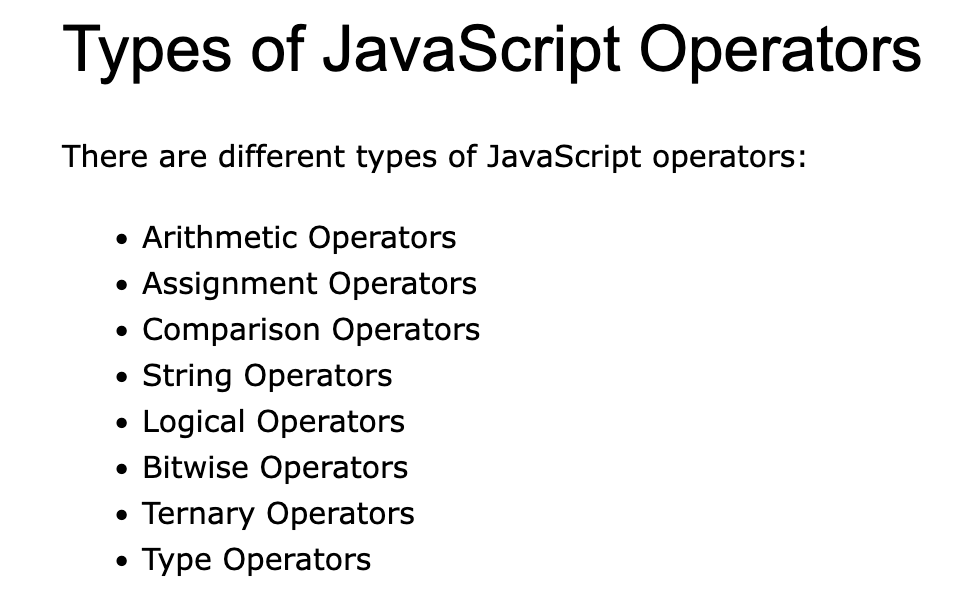 Types of JavaScript Operators
There are different types of JavaScript operators:
• Arithmetic Operators
• Assignment Operators
• Comparison Operators
• String Operators
• Logical Operators
• Bitwise Operators
• Ternary Operators
• Type Operators